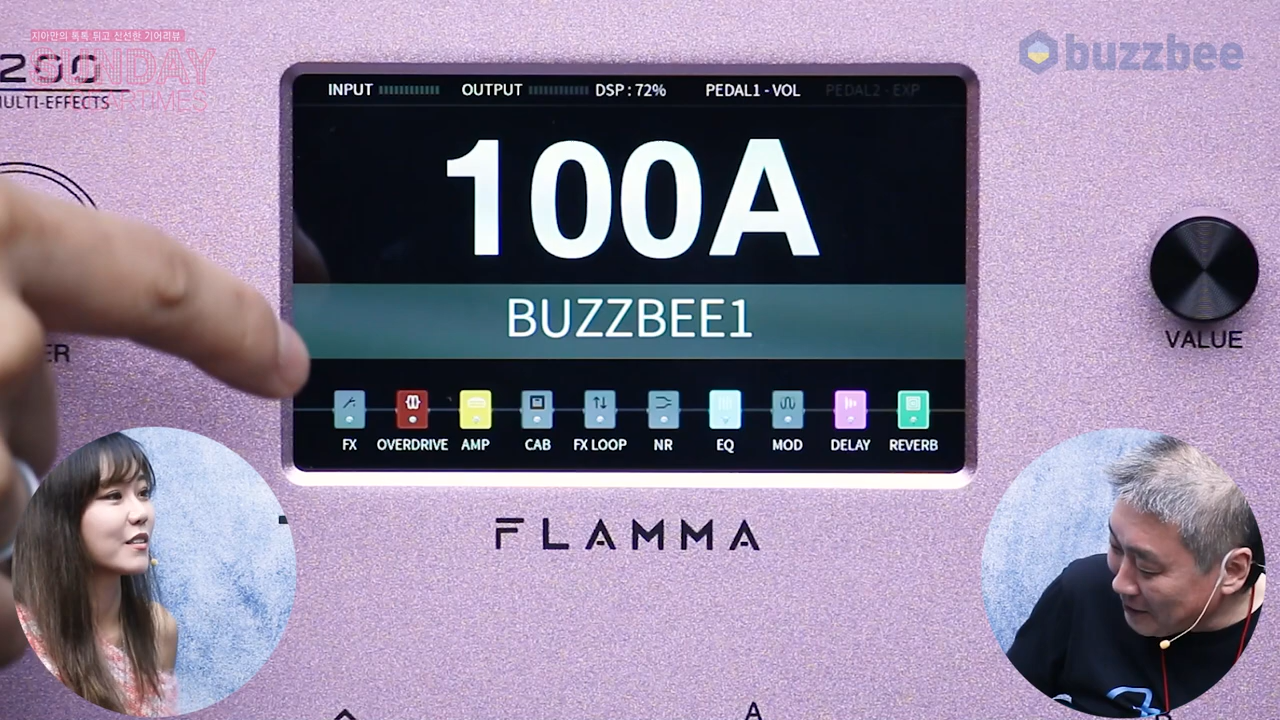 지아만의 톡톡 튀고 신선한 기어리뷰
SUNDAY
buzzbee
200
MULTI-EFFECTS
INPUT OUTPUT DSP : 72% PEDAL1 - VOL PEDAL2 - EXP
100A
BUZZBEE1
VALUE
FX OVERDRIVE AMP CAB FX LOOP NR EQ MOD DELAY REVERB
FLAMMA
A